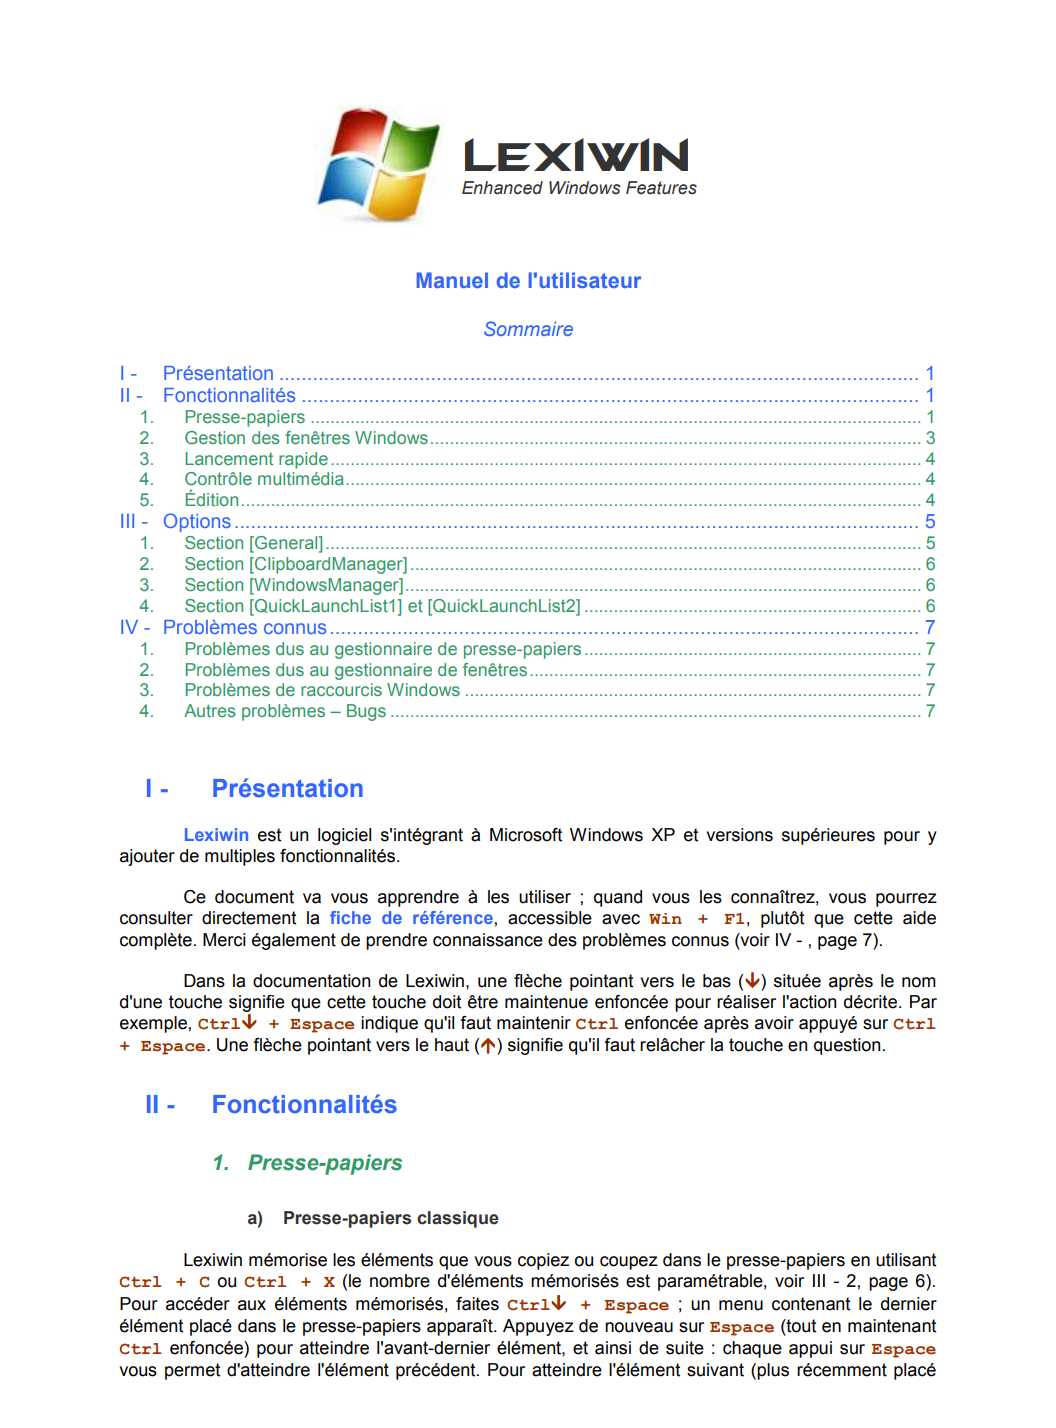 LEXIWIN
Enhanced Windows Features
Manuel de l'utilisateur
Sommaire
I - Présentation ........................................ 1
II - Fonctionnalités ........................................ 1
1. Presse-papiers ........................................ 1
2. Gestion des fenêtres Windows ........................................ 3
3. Lancement rapide ........................................ 4
4. Contrôle multimédia ........................................ 4
5. Édition ........................................ 4
III - Options ........................................ 5
1. Section [General] ........................................ 5
2. Section [ClipboardManager] ........................................ 6
3. Section [WindowsManager] ........................................ 6
4. Section [QuickLaunchList1] et [QuickLaunchList2] ........................................ 6
IV - Problèmes connus ........................................ 7
1. Problèmes dus au gestionnaire de presse-papiers ........................................ 7
2. Problèmes dus au gestionnaire de fenêtres ........................................ 7
3. Problèmes de raccourcis Windows ........................................ 7
4. Autres problèmes – Bugs ........................................ 7
I - Présentation
Lexiwin est un logiciel s'intégrant à Microsoft Windows XP et versions supérieures pour y
ajouter de multiples fonctionnalités.
Ce document va vous apprendre à les utiliser ; quand vous les connaîtrez, vous pourrez
consulter directement la fiche de référence, accessible avec Win + F1, plutôt que cette aide
complète. Merci également de prendre connaissance des problèmes connus (voir IV - , page 7).
Dans la documentation de Lexiwin, une flèche pointant vers le bas (↓) située après le nom
d'une touche signifie que cette touche doit être maintenue enfoncée pour réaliser l'action décrite. Par
exemple, Ctrl↓ + Espace indique qu'il faut maintenir Ctrl enfoncée après avoir appuyé sur Ctrl
+ Espace. Une flèche pointant vers le haut (↑) signifie qu'il faut relâcher la touche en question.
II - Fonctionnalités
1. Presse-papiers
a) Presse-papiers classique
Lexiwin mémorise les éléments que vous copiez ou coupez dans le presse-papiers en utilisant
Ctrl + C ou Ctrl + X (le nombre d'éléments mémorisés est paramétrable, voir III - 2, page 6).
Pour accéder aux éléments mémorisés, faites Ctrl↓ + Espace ; un menu contenant le dernier
élément placé dans le presse-papiers apparaît. Appuyez de nouveau sur Espace (tout en maintenant
Ctrl enfoncée) pour atteindre l'avant-dernier élément, et ainsi de suite : chaque appui sur Espace
vous permet d'atteindre l'élément précédent. Pour atteindre l'élément suivant (plus récemment placé